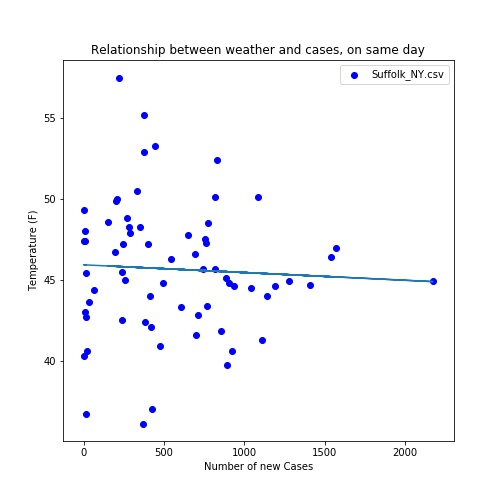 Relationship between weather and cases, on same day
Suffolk_NY.csv
55
50
45
40
Temperature (F)
0 500 1000 1500 2000
Number of new Cases